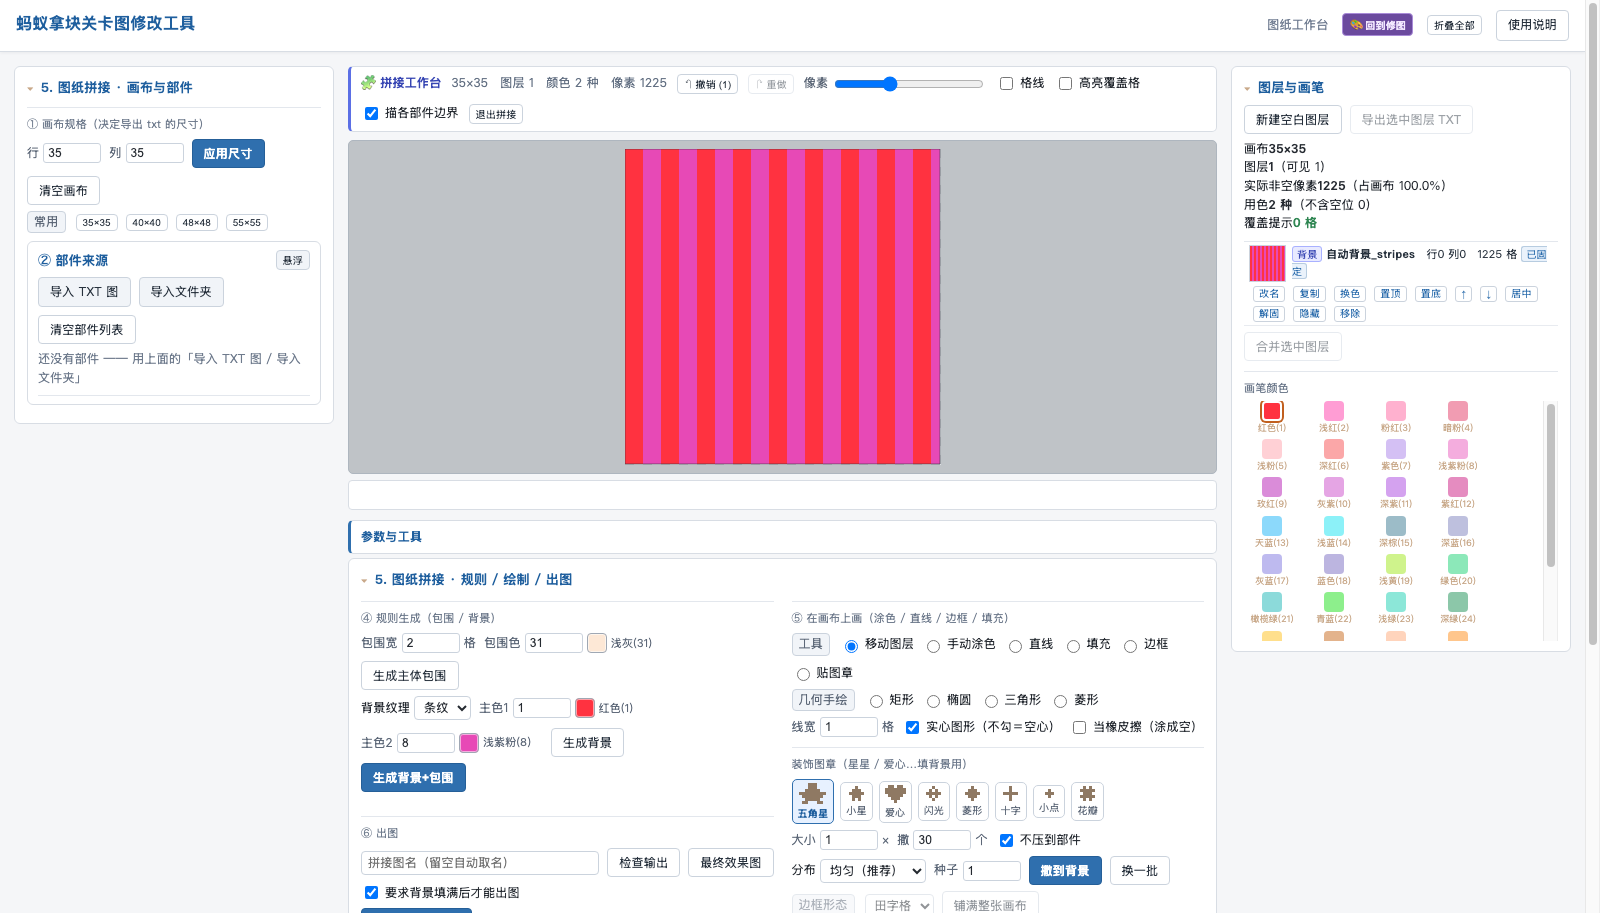 蚂蚁拿块关卡图修改工具
图纸工作台
🎨 回到修图
折叠全部
使用说明
5. 图纸拼接 · 画布与部件
① 画布规格（决定导出 txt 的尺寸）
行 35 列 35 应用尺寸
清空画布
常用 35×35 40×40 48×48 55×55
② 部件来源 悬浮
导入 TXT 图 导入文件夹
清空部件列表
还没有部件 —— 用上面的「导入 TXT 图 / 导入
文件夹」
🧩 拼接工作台 35×35 图层 1 颜色 2 种 像素 1225 撤销 (1) 重做 像素 格线 高亮覆盖格
描各部件边界 退出拼接
参数与工具
5. 图纸拼接 · 规则 / 绘制 / 出图
④ 规则生成（包围 / 背景）
包围宽 2 格 包围色 31 浅灰(31)
生成主体包围
背景纹理 条纹 主色1 1 红色(1)
主色2 8 浅紫粉(8) 生成背景
生成背景+包围
⑥ 出图
拼接图名（留空自动取名） 检查输出 最终效果图
要求背景填满后才能出图
⑤ 在画布上画（涂色 / 直线 / 边框 / 填充）
工具 移动图层 手动涂色 直线 填充 边框
贴图章
几何手绘 矩形 椭圆 三角形 菱形
线宽 1 格 实心图形（不勾＝空心） 当橡皮擦（涂成空）
装饰图章（星星 / 爱心…填背景用）
五角星 小星 爱心 闪光 菱形 十字 小点 花瓣
大小 1 × 撒 30 个 不压到部件
分布 均匀（推荐） 种子 1 撒到背景 换一批
边框形态 田字格 铺满整张画布
图层与画笔
新建空白图层 导出选中图层 TXT
画布35×35
图层1（可见 1）
实际非空像素1225（占画布 100.0%）
用色2 种（不含空位 0）
覆盖提示0 格
背景 自动背景_stripes 行0 列0 1225 格 已固
定
改名 复制 换色 置顶 置底 ↑ ↓ 居中
解固 隐藏 移除
合并选中图层
画笔颜色
红色(1) 浅红(2) 粉红(3) 暗粉(4)
浅粉(5) 深红(6) 紫色(7) 浅紫粉(8)
玫红(9) 灰紫(10) 深紫(11) 紫红(12)
天蓝(13) 浅蓝(14) 深棕(15) 深蓝(16)
灰蓝(17) 蓝色(18) 浅黄(19) 绿色(20)
橄榄绿(21) 青蓝(22) 浅绿(23) 深绿(24)